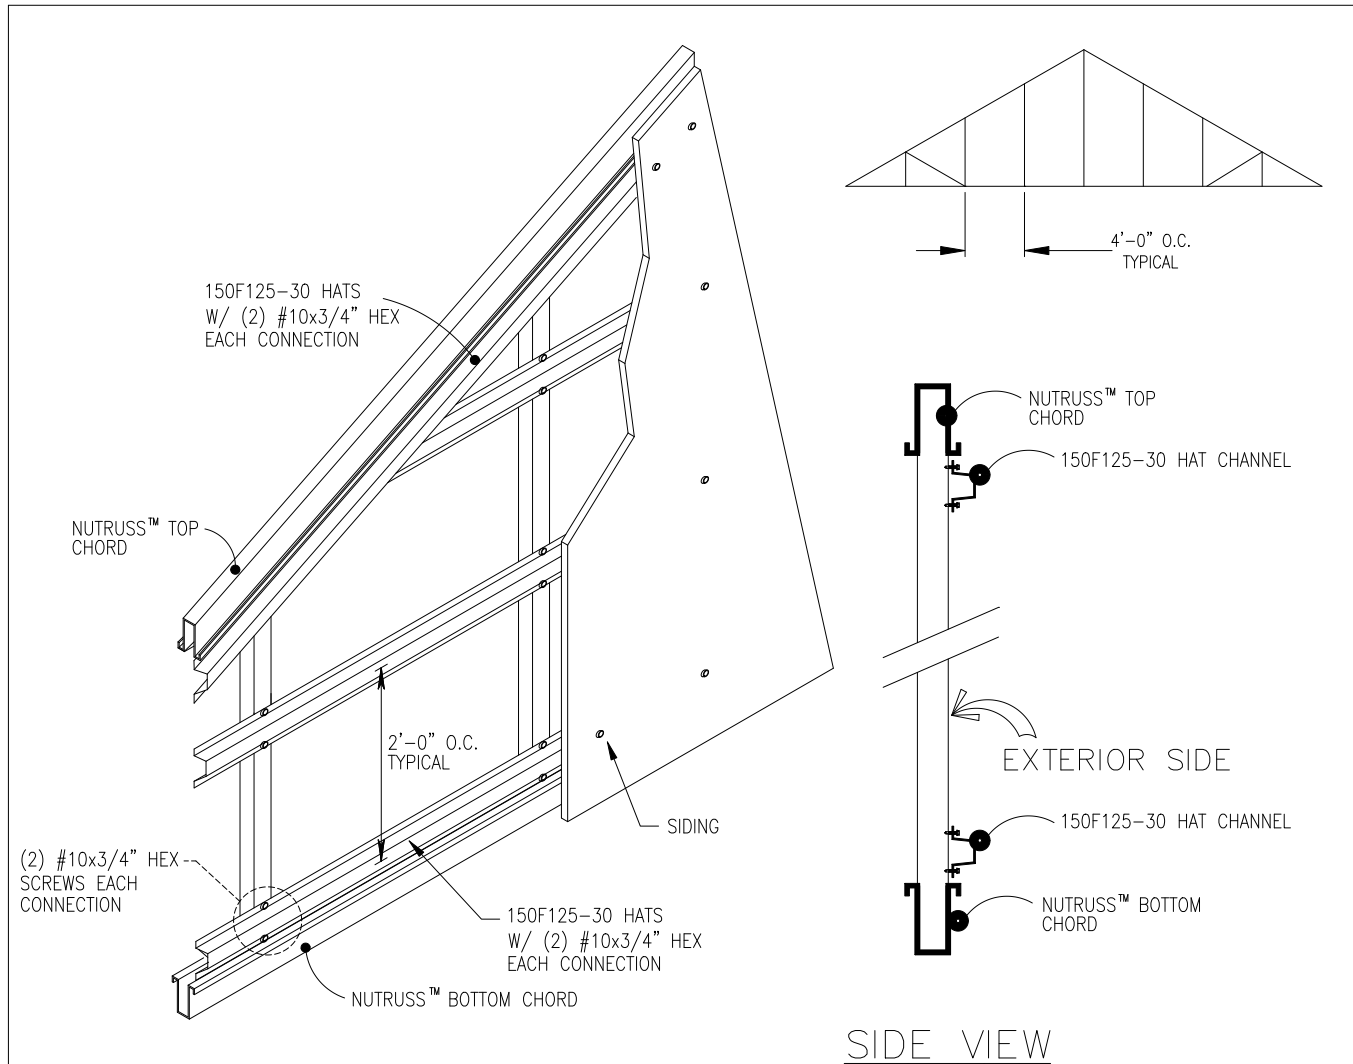 150F125-30 HATS
W/ (2) #10x3/4" HEX
EACH CONNECTION
NUTRUSS™ TOP
CHORD
2'-0" O.C.
TYPICAL
(2) #10x3/4" HEX
SCREWS EACH
CONNECTION
SIDING
150F125-30 HATS
W/ (2) #10x3/4" HEX
EACH CONNECTION
NUTRUSS™ BOTTOM CHORD
4'-0" O.C.
TYPICAL
NUTRUSS™ TOP
CHORD
150F125-30 HAT CHANNEL
EXTERIOR SIDE
150F125-30 HAT CHANNEL
NUTRUSS™ BOTTOM
CHORD
SIDE VIEW